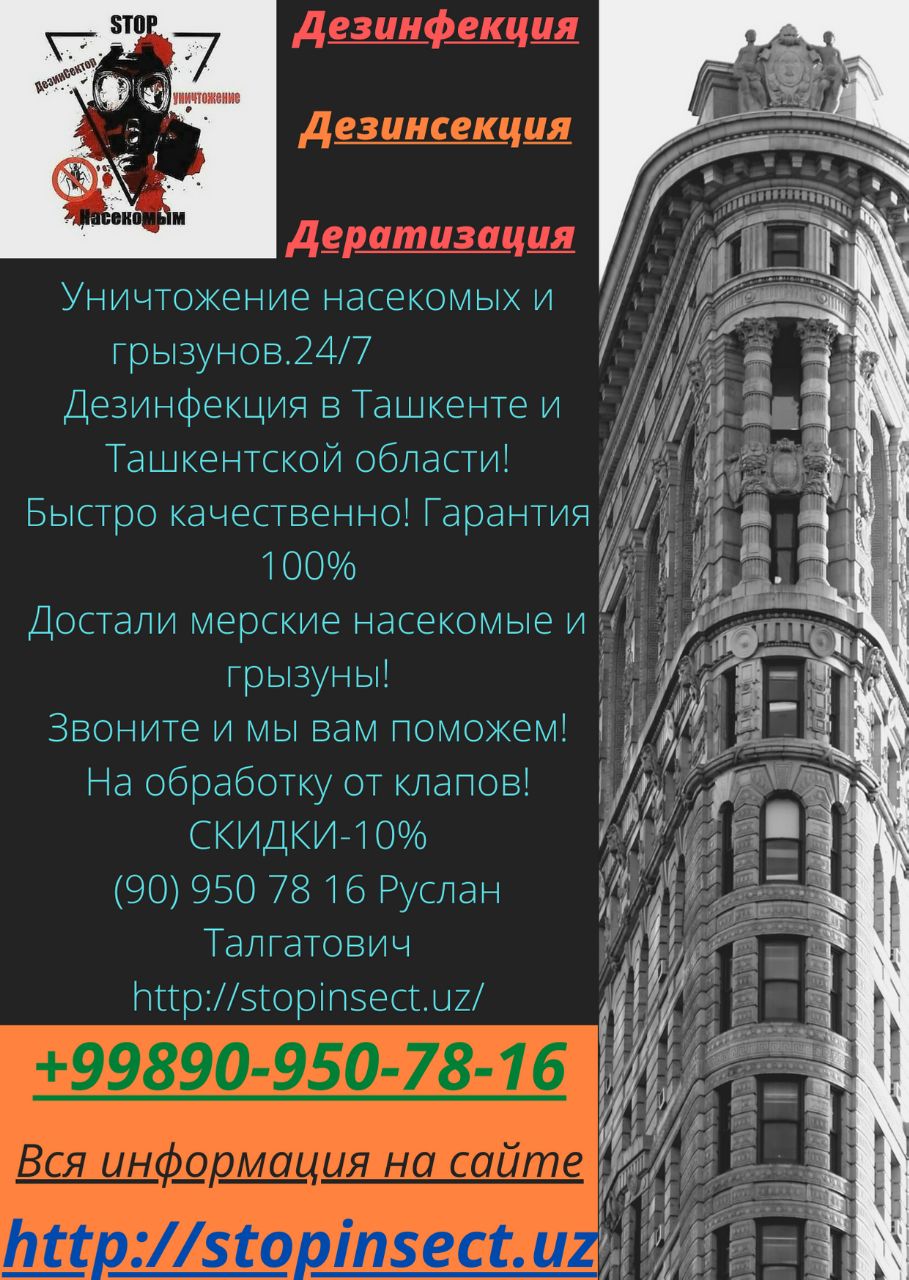 STOP
ДезинСектор
уничтожение
Насекомым
Дезинфекция
Дезинсекция
Дератизация
Уничтожение насекомых и
грызунов.24/7
Дезинфекция в Ташкенте и
Ташкентской области!
Быстро качественно! Гарантия
100%
Достали мерские насекомые и
грызуны!
Звоните и мы вам поможем!
На обработку от клапов!
СКИДКИ-10%
(90) 950 78 16 Руслан
Талгатович
http://stopinsect.uz/
+99890-950-78-16
Вся информация на сайте
http://stopinsect.uz